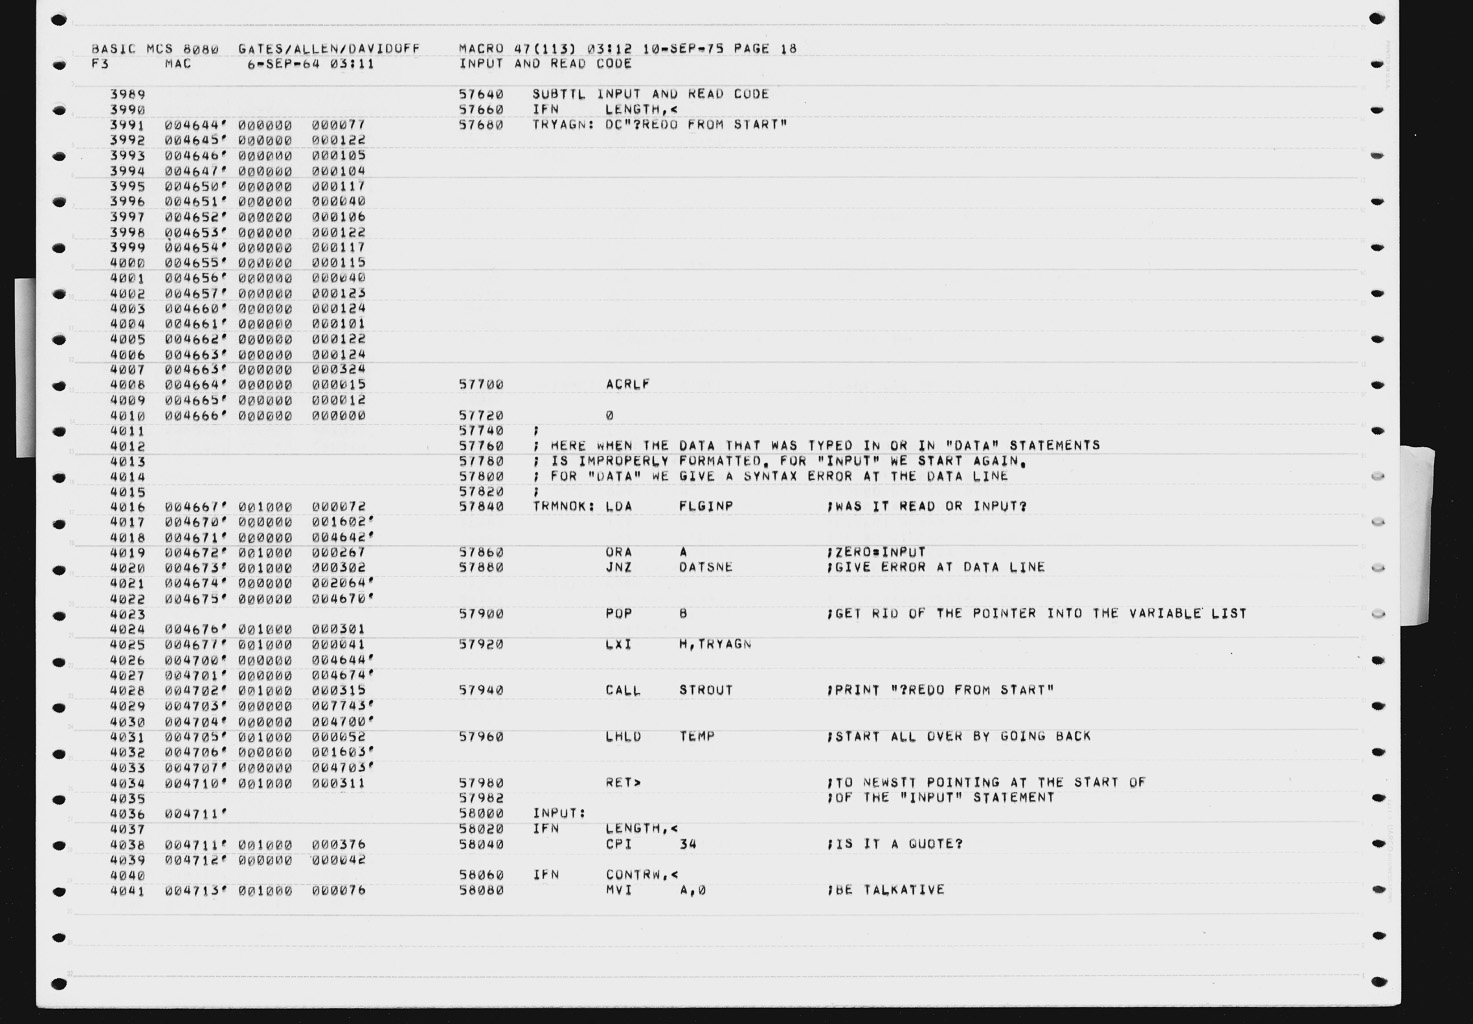 BASIC MCS 8080 GATES/ALLEN/DAVIDOFF MACRO 47(113) 03:12 10-SEP-75 PAGE 18
F3 MAC 6-SEP-64 03:11 INPUT AND READ CODE
3989 57640 SUBTTL INPUT AND READ CODE
3990 57660 IFN LENGTH,<
3991 004644' 000000 000077 57680 TRYAGN: DC"?REDO FROM START"
3992 004645' 000000 000122
3993 004646' 000000 000105
3994 004647' 000000 000104
3995 004650' 000000 000117
3996 004651' 000000 000040
3997 004652' 000000 000106
3998 004653' 000000 000122
3999 004654' 000000 000117
4000 004655' 000000 000115
4001 004656' 000000 000040
4002 004657' 000000 000123
4003 004660' 000000 000124
4004 004661' 000000 000101
4005 004662' 000000 000122
4006 004663' 000000 000124
4007 004663' 000000 000324
4008 004664' 000000 000015 57700 ACRLF
4009 004665' 000000 000012
4010 004666' 000000 000000 57720 0
4011 57740 ;
4012 57760 ; HERE WHEN THE DATA THAT WAS TYPED IN OR IN "DATA" STATEMENTS
4013 57780 ; IS IMPROPERLY FORMATTED. FOR "INPUT" WE START AGAIN.
4014 57800 ; FOR "DATA" WE GIVE A SYNTAX ERROR AT THE DATA LINE
4015 57820 ;
4016 004667' 001000 000072 57840 TRMNOK: LDA FLGINP ;WAS IT READ OR INPUT?
4017 004670' 000000 001602'
4018 004671' 000000 004642'
4019 004672' 001000 000267 57860 ORA A ;ZERO=INPUT
4020 004673' 001000 000302 57880 JNZ DATSNE ;GIVE ERROR AT DATA LINE
4021 004674' 000000 002064'
4022 004675' 000000 004670'
4023 57900 POP B ;GET RID OF THE POINTER INTO THE VARIABLE LIST
4024 004676' 001000 000301
4025 004677' 001000 000041 57920 LXI H,TRYAGN
4026 004700' 000000 004644'
4027 004701' 000000 004674'
4028 004702' 001000 000315 57940 CALL STROUT ;PRINT "?REDO FROM START"
4029 004703' 000000 007743'
4030 004704' 000000 004700'
4031 004705' 001000 000052 57960 LHLD TEMP ;START ALL OVER BY GOING BACK
4032 004706' 000000 001603'
4033 004707' 000000 004703'
4034 004710' 001000 000311 57980 RET> ;TO NEWSTT POINTING AT THE START OF
4035 57982 ;OF THE "INPUT" STATEMENT
4036 004711' 58000 INPUT:
4037 58020 IFN LENGTH,<
4038 004711' 001000 000376 58040 CPI 34 ;IS IT A QUOTE?
4039 004712' 000000 000042
4040 58060 IFN CONTRW,<
4041 004713' 001000 000076 58080 MVI A,0 ;BE TALKATIVE